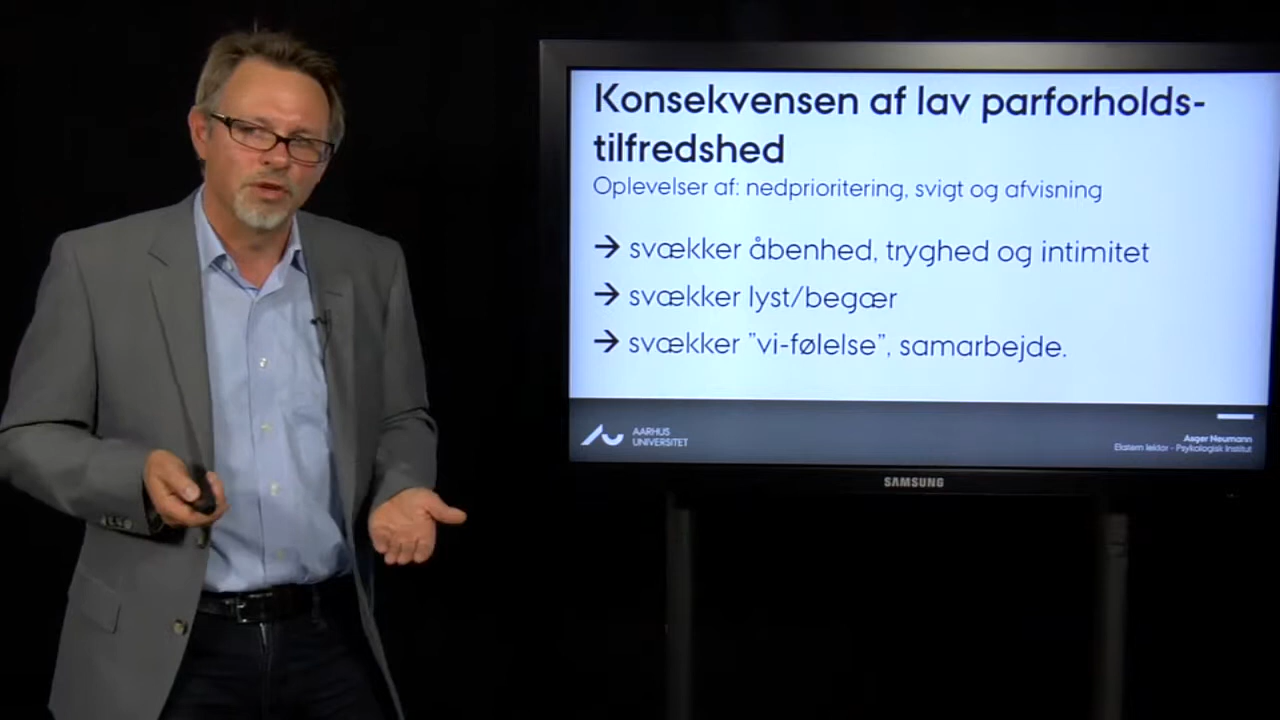 Konsekvensen af lav parforholds-
tilfredshed
Oplevelser af: nedprioritering, svigt og afvisning
→ svækker åbenhed, tryghed og intimitet
→ svækker lyst/begær
→ svækker ”vi-følelse”, samarbejde.
AARHUS
UNIVERSITET
Asger Neumann
Ekstern lektor - Psykologisk Institut
SAMSUNG